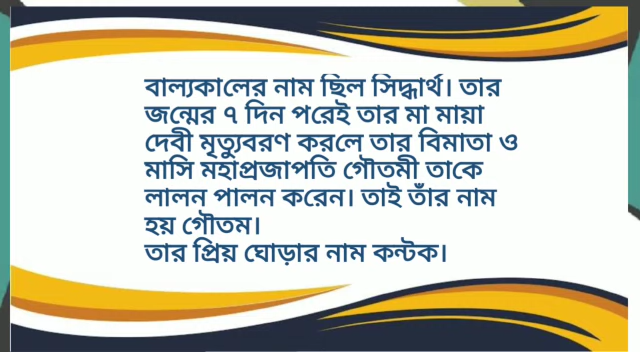 বাল্যকালের নাম ছিল সিদ্ধার্থ। তার
জন্মের ৭ দিন পরেই তার মা মায়া
দেবী মৃত্যুবরণ করলে তার বিমাতা ও
মাসি মহাপ্রজাপতি গৌতমী তাকে
লালন পালন করেন। তাই তাঁর নাম
হয় গৌতম।
তার প্রিয় ঘোড়ার নাম কন্টক।